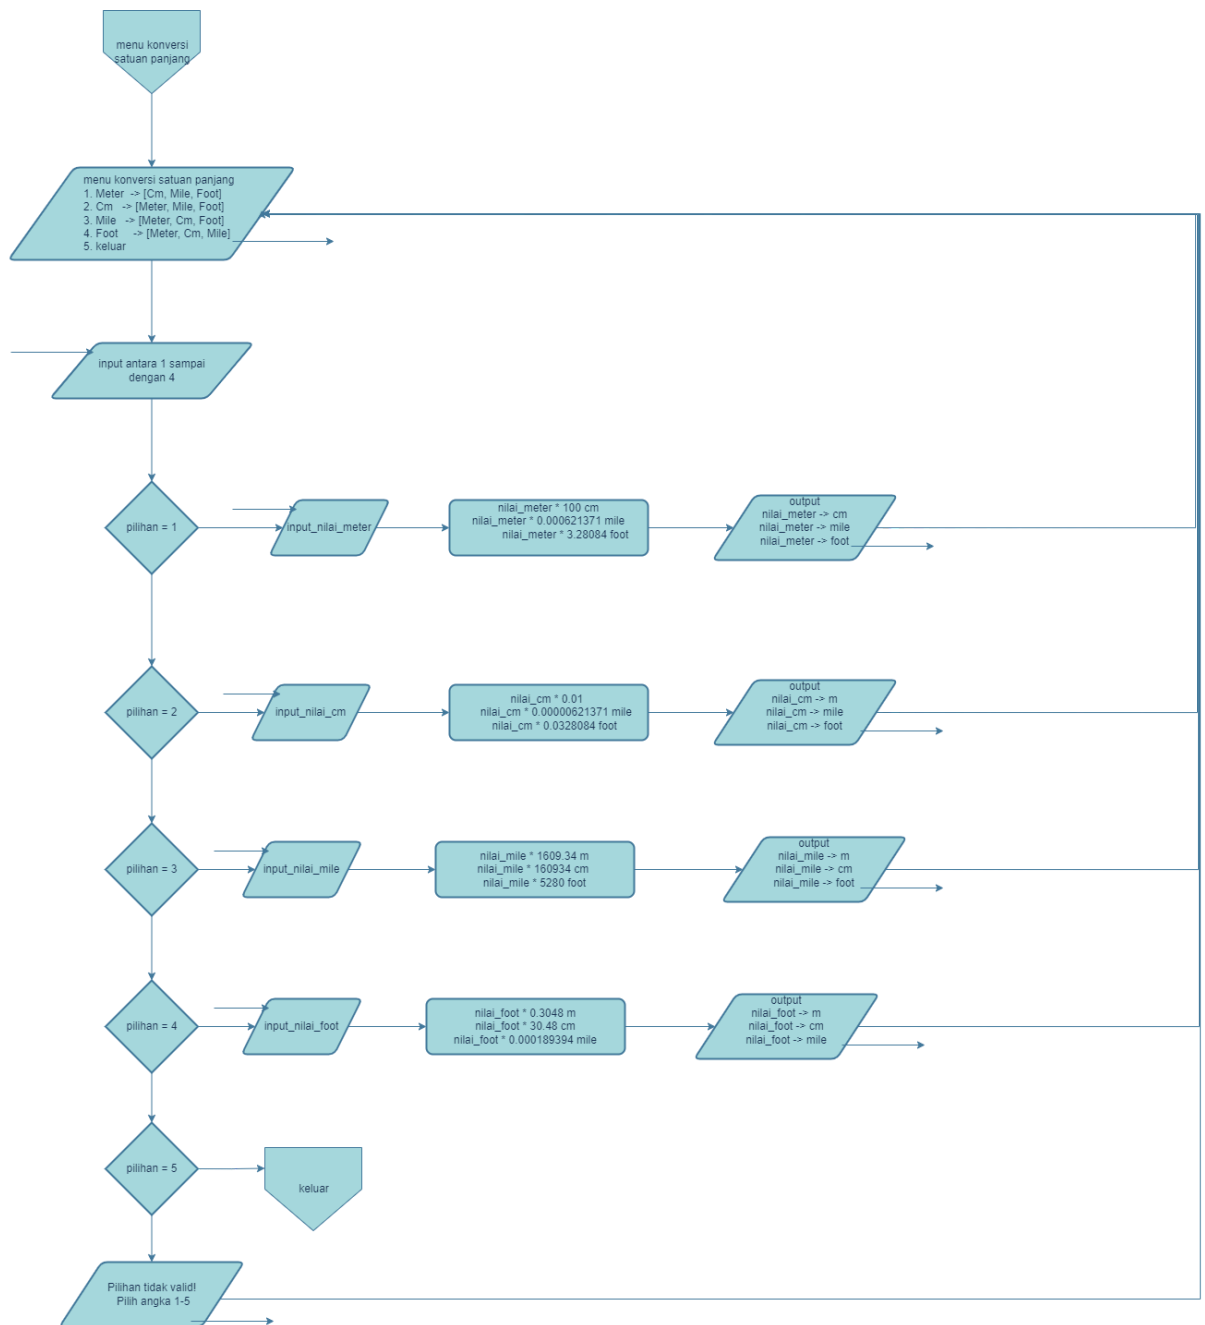 menu konversi
satuan panjang
menu konversi satuan panjang
1. Meter -> [Cm, Mile, Foot]
2. Cm -> [Meter, Mile, Foot]
3. Mile -> [Meter, Cm, Foot]
4. Foot -> [Meter, Cm, Mile]
5. keluar
input antara 1 sampai
dengan 4
pilihan = 1
input_nilai_meter
nilai_meter * 100 cm
nilai_meter * 0.000621371 mile
nilai_meter * 3.28084 foot
output
nilai_meter -> cm
nilai_meter -> mile
nilai_meter -> foot
pilihan = 2
input_nilai_cm
nilai_cm * 0.01
nilai_cm * 0.00000621371 mile
nilai_cm * 0.0328084 foot
output
nilai_cm -> m
nilai_cm -> mile
nilai_cm -> foot
pilihan = 3
input_nilai_mile
nilai_mile * 1609.34 m
nilai_mile * 160934 cm
nilai_mile * 5280 foot
output
nilai_mile -> m
nilai_mile -> cm
nilai_mile -> foot
pilihan = 4
input_nilai_foot
nilai_foot * 0.3048 m
nilai_foot * 30.48 cm
nilai_foot * 0.000189394 mile
output
nilai_foot -> m
nilai_foot -> cm
nilai_foot -> mile
pilihan = 5
keluar
Pilihan tidak valid!
Pilih angka 1-5